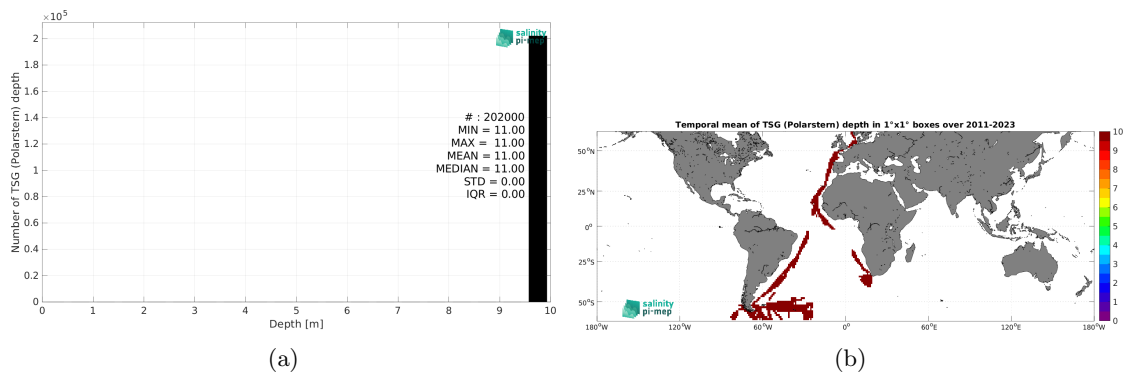 ×10^5
2
1.8
1.6
1.4
1.2
1
0.8
0.6
0.4
0.2
0
Number of TSG (Polarstern) depth
salinity
pi-mep
# : 202000
MIN = 11.00
MAX = 11.00
MEAN = 11.00
MEDIAN = 11.00
STD = 0.00
IQR = 0.00
0 1 2 3 4 5 6 7 8 9 10
Depth [m]
(a)
Temporal mean of TSG (Polarstern) depth in 1°x1° boxes over 2011-2023
50°N
25°N
0°
25°S
50°S
salinity
pi-mep
180°W 120°W 60°W 0° 60°E 120°E 180°W
10
9
8
7
6
5
4
3
2
1
0
(b)